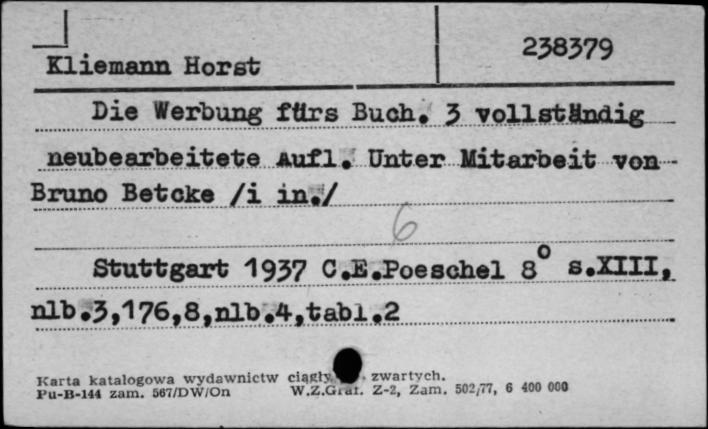 238379
Kliemann Horst
Die Werbung fürs Buch. 3 vollständig
neubearbeitete Aufl. Unter Mitarbeit von
Bruno Betcke /i in./
6
Stuttgart 1937 C.E.Poeschel 8° s.XIII,
nlb.3,176,8,nlb.4,tabl.2
Karta katalogowa wydawnictw ciągły zwartych.
Pu-B-144 zam. 567/DW/On W.Z.Graf. Z-2, Zam. 502/77, 6 400 000